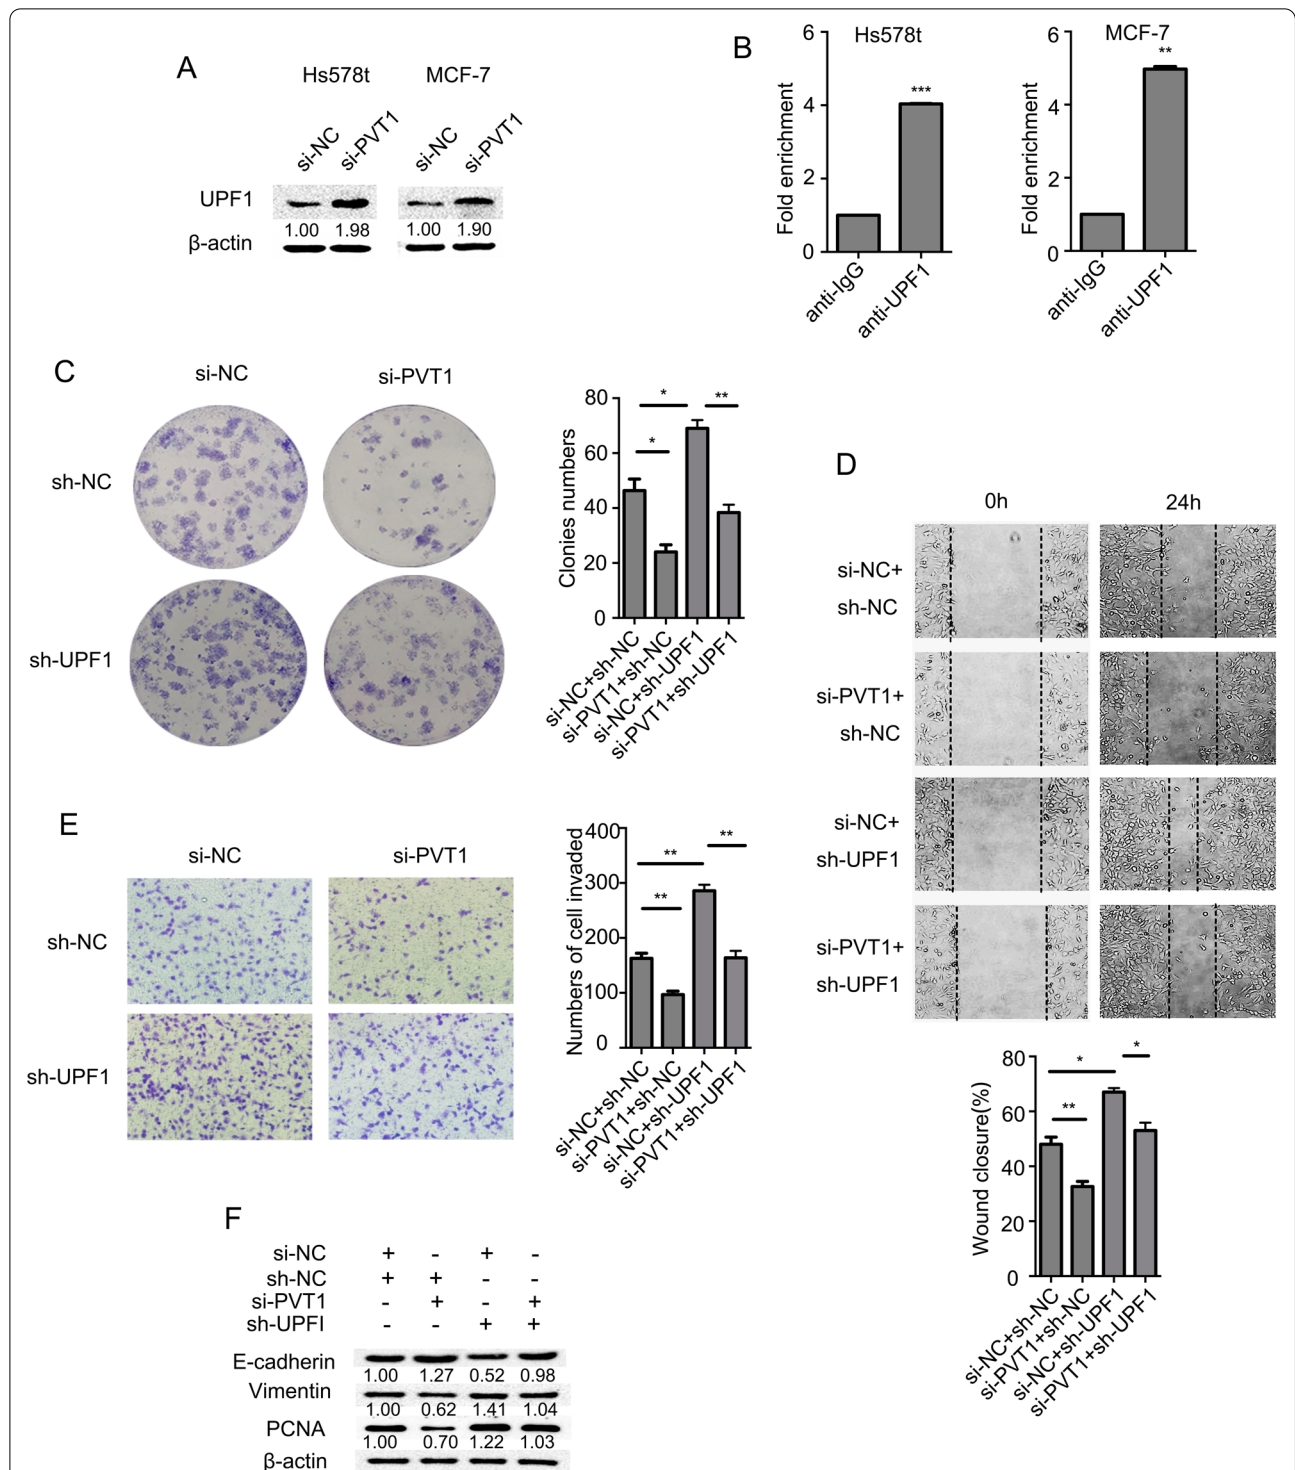 A
Hs578t
MCF-7
si-NC
si-PVT1
si-NC
si-PVT1
UPF1
1.00 1.98 1.00 1.90
β-actin
B
Hs578t
6
4
2
0
Fold enrichment
***
anti-IgG
anti-UPF1
MCF-7
6
4
2
0
Fold enrichment
**
anti-IgG
anti-UPF1
C
si-NC
si-PVT1
sh-NC
sh-UPF1
80
60
40
20
0
Clonies numbers
*
*
**
si-NC+sh-NC
si-PVT1+sh-NC
si-NC+sh-UPF1
si-PVT1+sh-UPF1
D
0h
24h
si-NC+
sh-NC
si-PVT1+
sh-NC
si-NC+
sh-UPF1
si-PVT1+
sh-UPF1
80
60
40
20
0
Wound closure(%)
*
*
**
si-NC+sh-NC
si-PVT1+sh-NC
si-NC+sh-UPF1
si-PVT1+sh-UPF1
E
si-NC
si-PVT1
sh-NC
sh-UPF1
400
300
200
100
0
Numbers of cell invaded
**
**
**
si-NC+sh-NC
si-PVT1+sh-NC
si-NC+sh-UPF1
si-PVT1+sh-UPF1
F
si-NC + - + -
sh-NC + + - -
si-PVT1 - + - +
sh-UPFI - - + +
E-cadherin
1.00 1.27 0.52 0.98
Vimentin
1.00 0.62 1.41 1.04
PCNA
1.00 0.70 1.22 1.03
β-actin